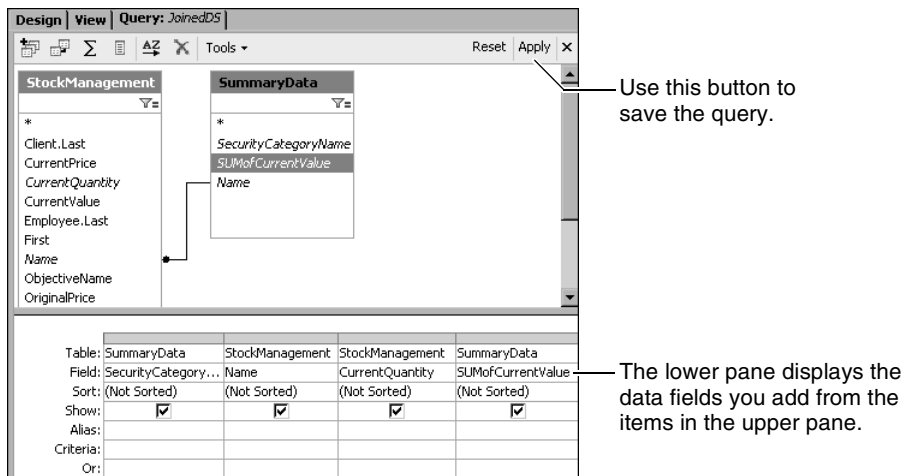 Design | View | Query: JoinedDS
Tools
Reset Apply
StockManagement
*
Client.Last
CurrentPrice
CurrentQuantity
CurrentValue
Employee.Last
First
Name
ObjectiveName
OriginalPrice
SummaryData
*
SecurityCategoryName
SUMofCurrentValue
Name
Use this button to
save the query.
Table: SummaryData StockManagement StockManagement SummaryData
Field: SecurityCategory... Name CurrentQuantity SUMofCurrentValue
Sort: (Not Sorted) (Not Sorted) (Not Sorted) (Not Sorted)
Show:
Alias:
Criteria:
Or:
The lower pane displays the
data fields you add from the
items in the upper pane.